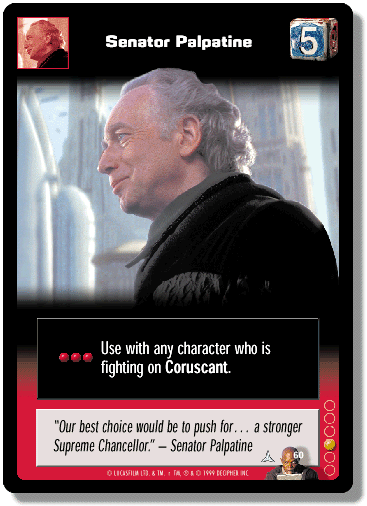 Senator Palpatine
5
Use with any character who is
fighting on Coruscant.
"Our best choice would be to push for... a stronger
Supreme Chancellor." – Senator Palpatine
60
© LUCASFILM LTD. & TM. : TM, ® & © 1999 DECIPHER INC